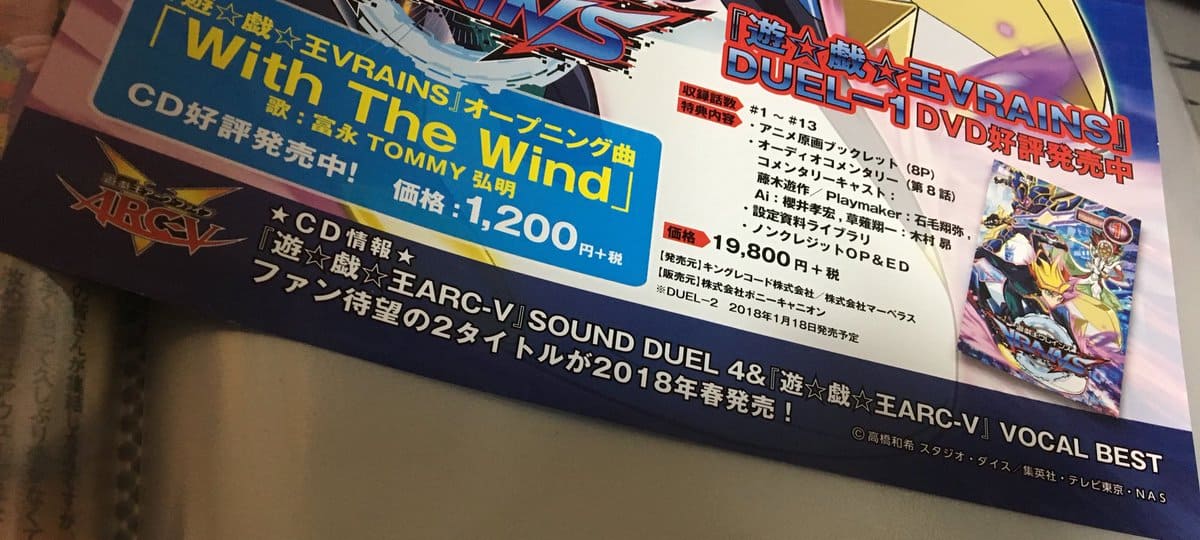 『遊☆戯☆王VRAINS』オープニング曲
「With The Wind」
歌：富永 TOMMY 弘明
CD好評発売中! 価格：1,200円+税
『遊☆戯☆王VRAINS』
DUEL-1 DVD好評発売中
収録話数 #1 ～ #13
特典内容 ・アニメ原画ブックレット（8P）
・オーディオコメンタリー（第８話）
コメンタリーキャスト：
藤木遊作／Playmaker：石毛翔弥，
Ai：櫻井孝宏，草薙翔一：木村 昴
・設定資料ライブラリ
・ノンクレジットOP＆ED
価格 19,800円+税
【発売元】キングレコード株式会社／株式会社マーベラス
【販売元】株式会社ポニーキャニオン
※DUEL-2 2018年1月18日発売予定
ARC-V
★CD情報★
『遊☆戯☆王ARC-V』SOUND DUEL 4&『遊☆戯☆王ARC-V』 VOCAL BEST
ファン待望の2タイトルが2018年春発売！
© 高橋和希 スタジオ・ダイス／集英社・テレビ東京・NAS